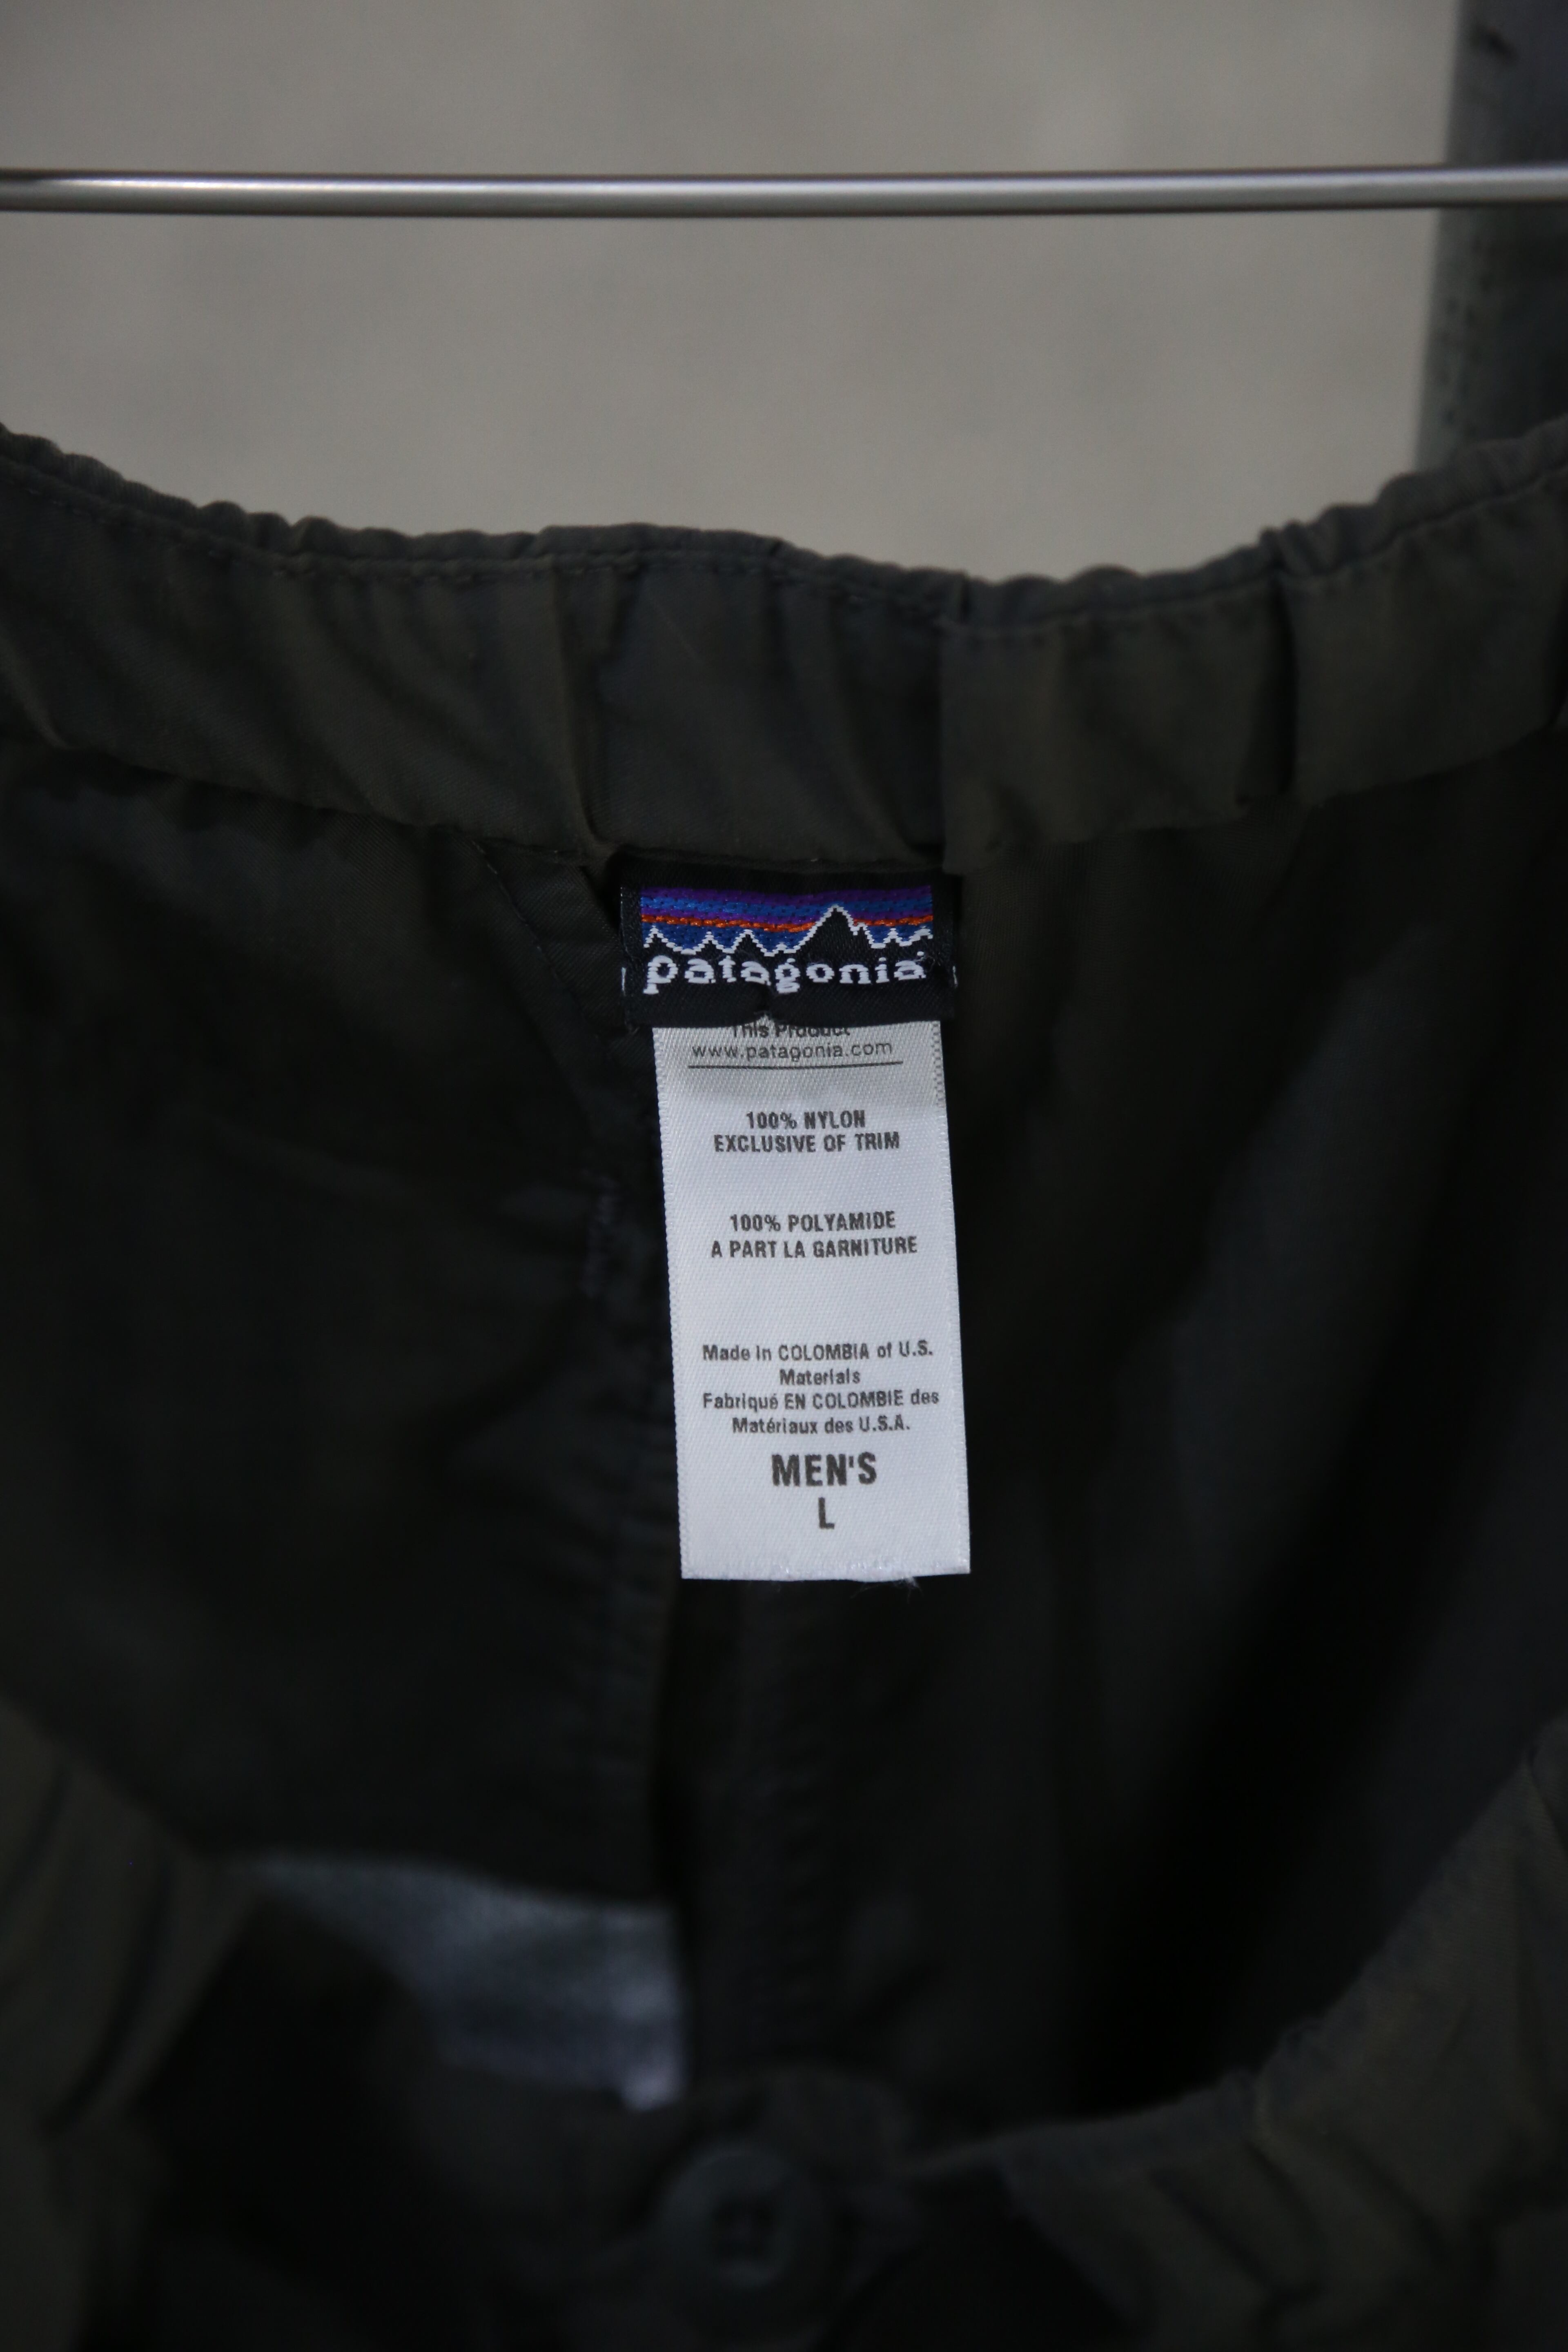 patagonia
This Product
www.patagonia.com
100% NYLON
EXCLUSIVE OF TRIM
100% POLYAMIDE
A PART LA GARNITURE
Made in COLOMBIA of U.S.
Materials
Fabriqué EN COLOMBIE des
Matériaux des U.S.A.
MEN'S
L